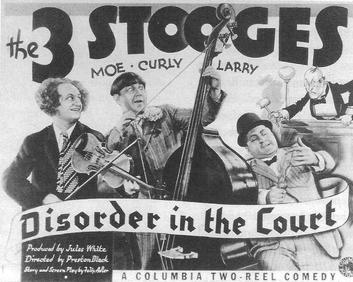 the 3 STOOGES
MOE · CURLY LARRY
Disorder in the Court
Produced by Jules White
Directed by Preston Black
Story and Screen Play by Felix Adler
A COLUMBIA TWO-REEL COMEDY